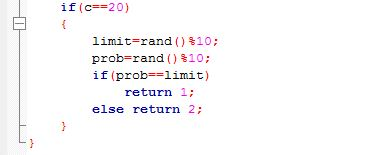 if(c==20)
{
limit=rand()%10;
prob=rand()%10;
if(prob==limit)
return 1;
else return 2;
}
}